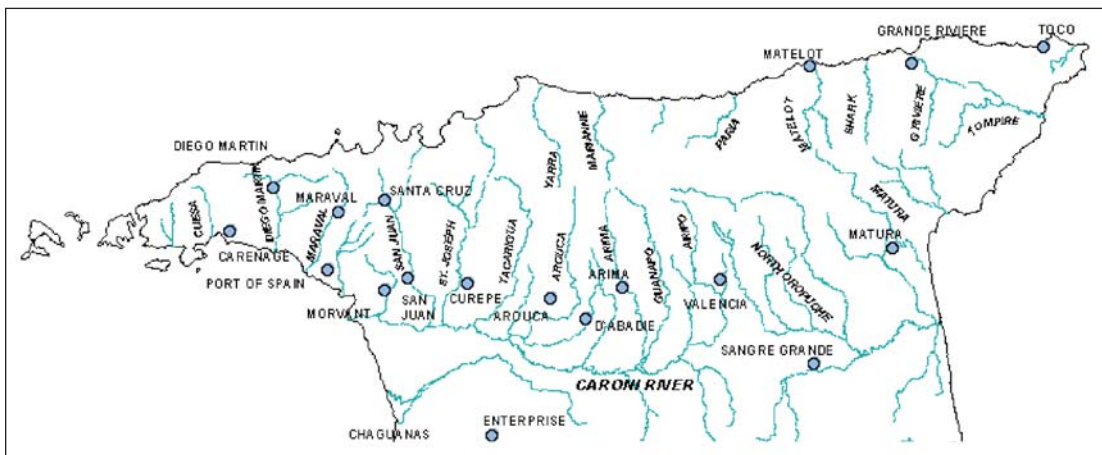 TOCO
GRANDE RIVIERE
MATELOT
MATELOT
SHARK
G RIVIERE
TOMPIRE
PARIA
MARIANNE
YARRA
DIEGO MARTIN
DIEGO MARTIN
MARAVAL
SANTA CRUZ
CUESA
MARAVAL
SAN JUAN
ST. JOSEPH
TACARIGUA
AROUCA
ARIMA
GUANAPO
ARIPO
NORTH OROPUCHE
MATURA
MATURA
CARENAGE
PORT OF SPAIN
MORVANT
SAN
JUAN
CUREPE
AROUCA
ARIMA
D'ABADIE
VALENCIA
SANGRE GRANDE
CARONI RIVER
ENTERPRISE
CHAGUANAS